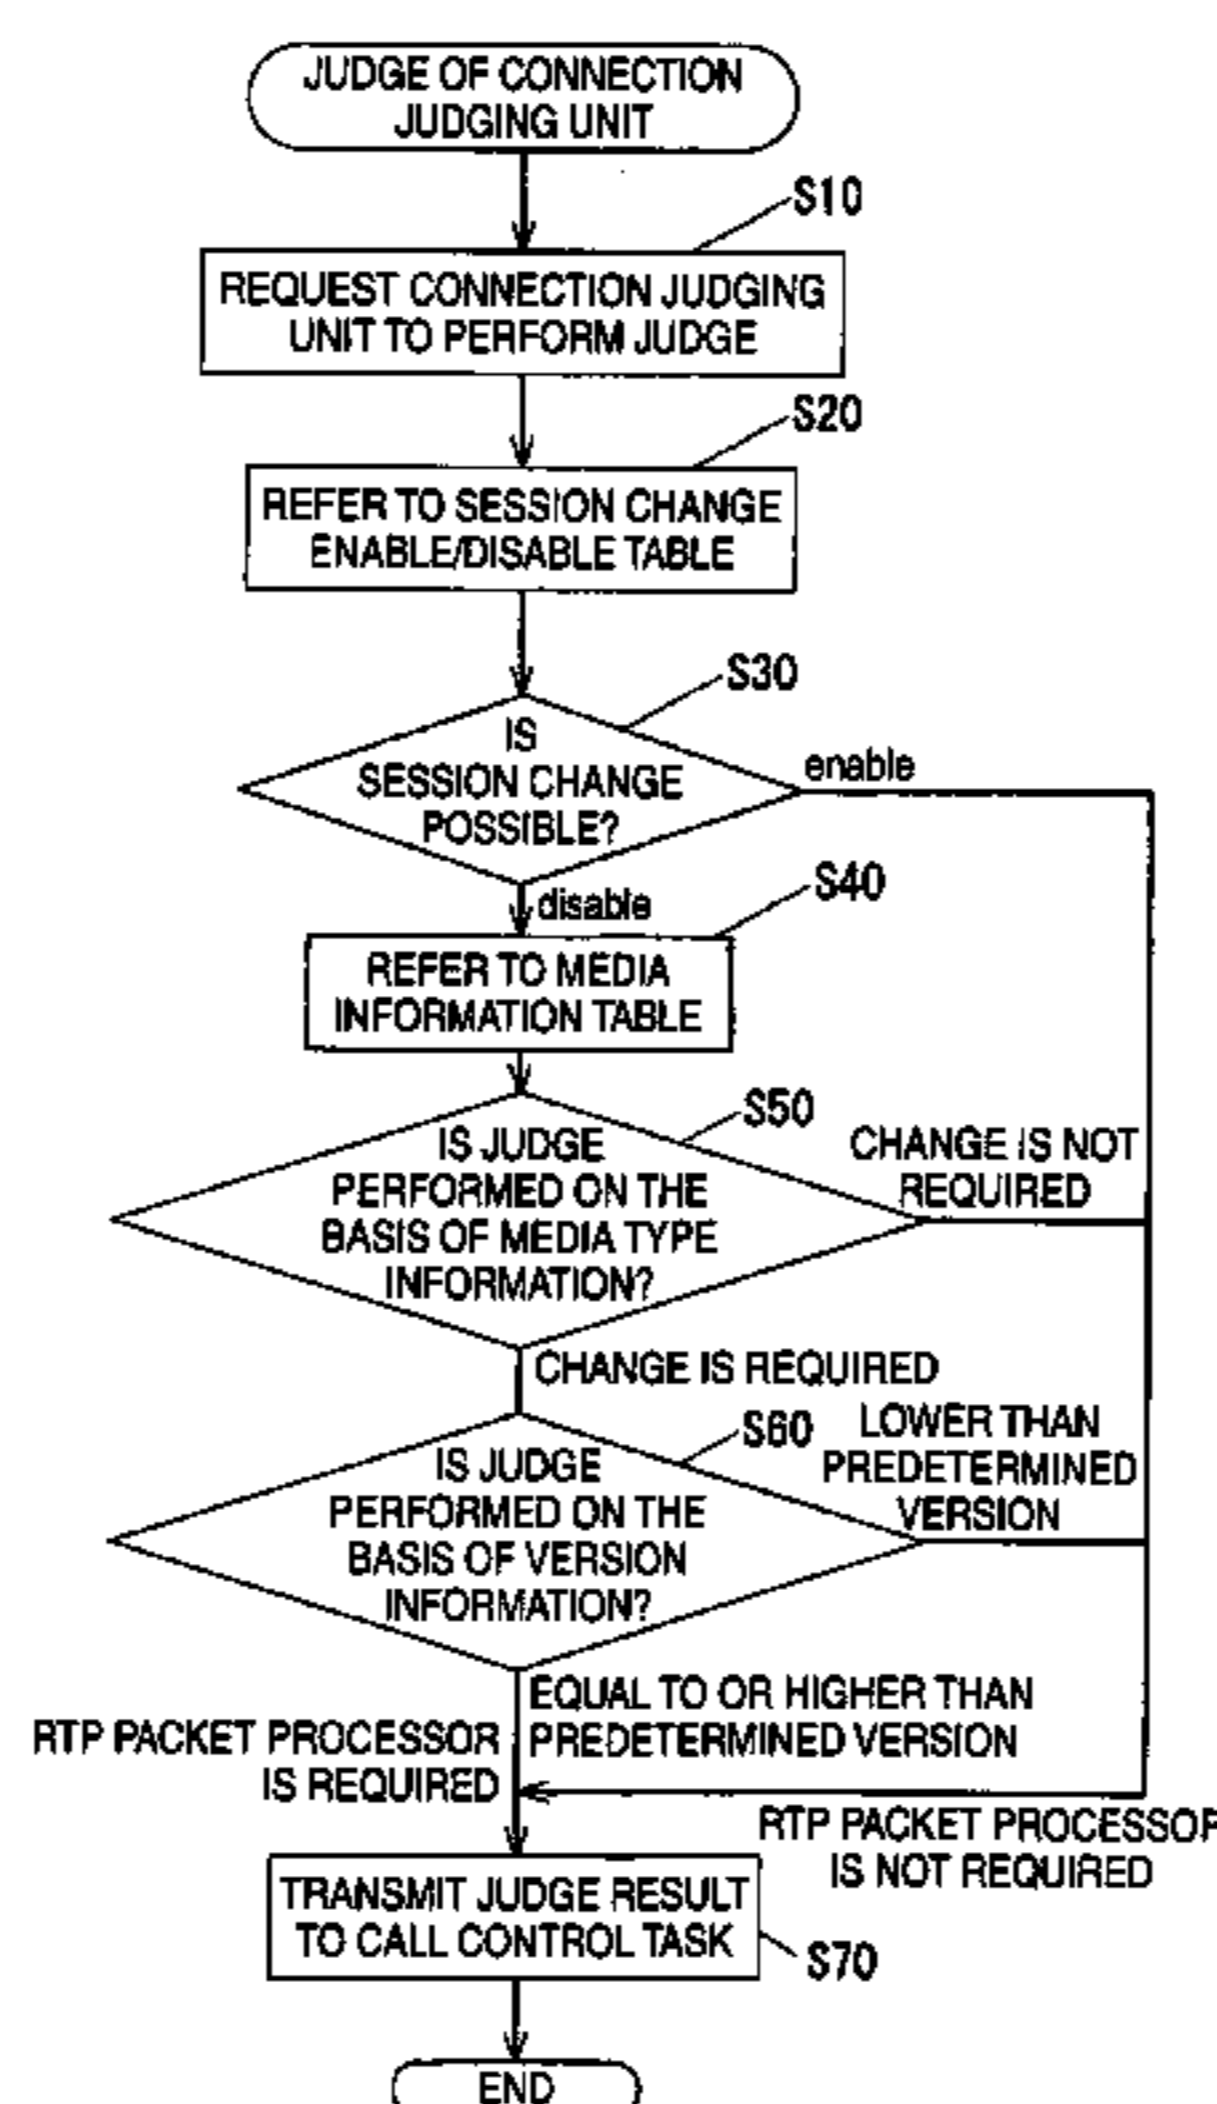 JUDGE OF CONNECTION
JUDGING UNIT
S10
REQUEST CONNECTION JUDGING
UNIT TO PERFORM JUDGE
S20
REFER TO SESSION CHANGE
ENABLE/DISABLE TABLE
S30
IS
SESSION CHANGE
POSSIBLE?
enable
disable
S40
REFER TO MEDIA
INFORMATION TABLE
S50
IS JUDGE
PERFORMED ON THE
BASIS OF MEDIA TYPE
INFORMATION?
CHANGE IS NOT
REQUIRED
CHANGE IS REQUIRED
S60
IS JUDGE
PERFORMED ON THE
BASIS OF VERSION
INFORMATION?
LOWER THAN
PREDETERMINED
VERSION
EQUAL TO OR HIGHER THAN
PREDETERMINED VERSION
RTP PACKET PROCESSOR
IS REQUIRED
RTP PACKET PROCESSOR
IS NOT REQUIRED
TRANSMIT JUDGE RESULT
TO CALL CONTROL TASK
S70
END